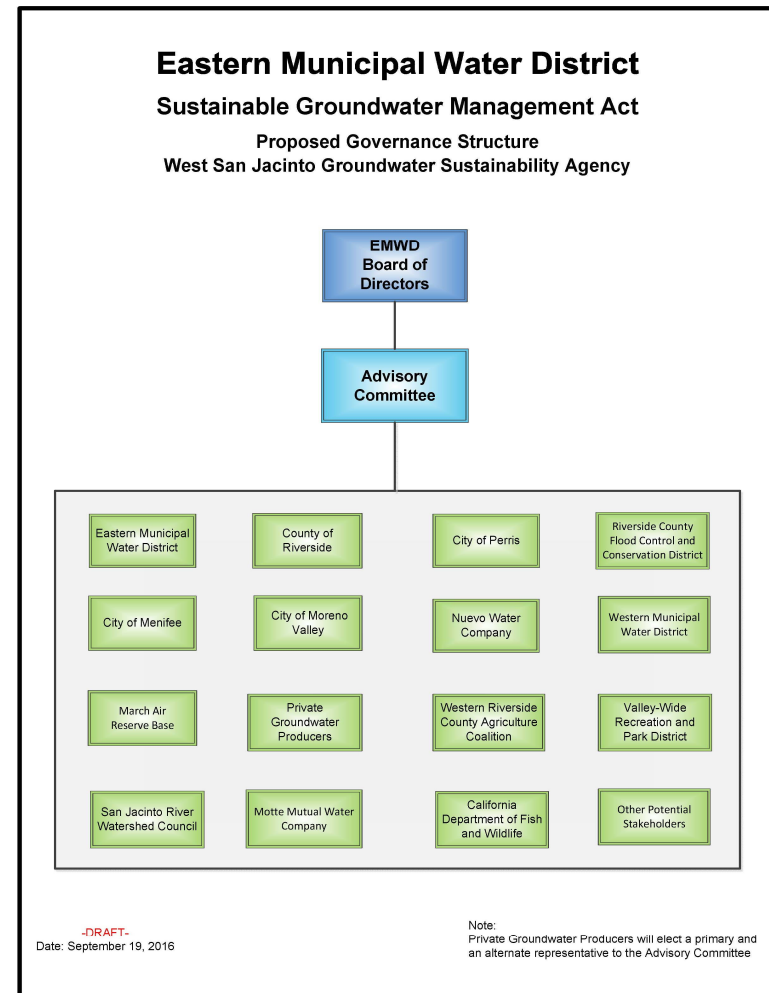 Eastern Municipal Water District
Sustainable Groundwater Management Act
Proposed Governance Structure
West San Jacinto Groundwater Sustainability Agency
EMWD
Board of
Directors
Advisory
Committee
Eastern Municipal
Water District
County of
Riverside
City of Perris
Riverside County
Flood Control and
Conservation District
City of Menifee
City of Moreno
Valley
Nuevo Water
Company
Western Municipal
Water District
March Air
Reserve Base
Private
Groundwater
Producers
Western Riverside
County Agriculture
Coalition
Valley-Wide
Recreation and
Park District
San Jacinto River
Watershed Council
Motte Mutual Water
Company
California
Department of Fish
and Wildlife
Other Potential
Stakeholders
-DRAFT-
Date: September 19, 2016
Note:
Private Groundwater Producers will elect a primary and
an alternate representative to the Advisory Committee